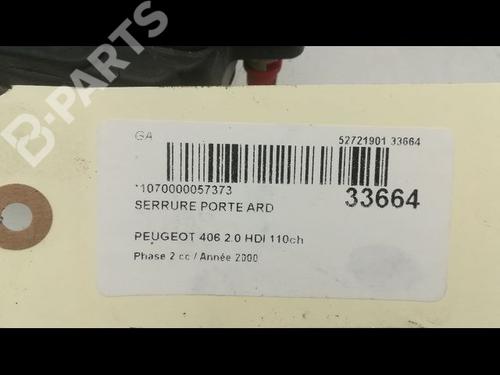 B-PARTS
GA
52721901 33664
*1070000057373
33664
SERRURE PORTE ARD
PEUGEOT 406 2.0 HDI 110ch
Phase 2 cc / Année 2000